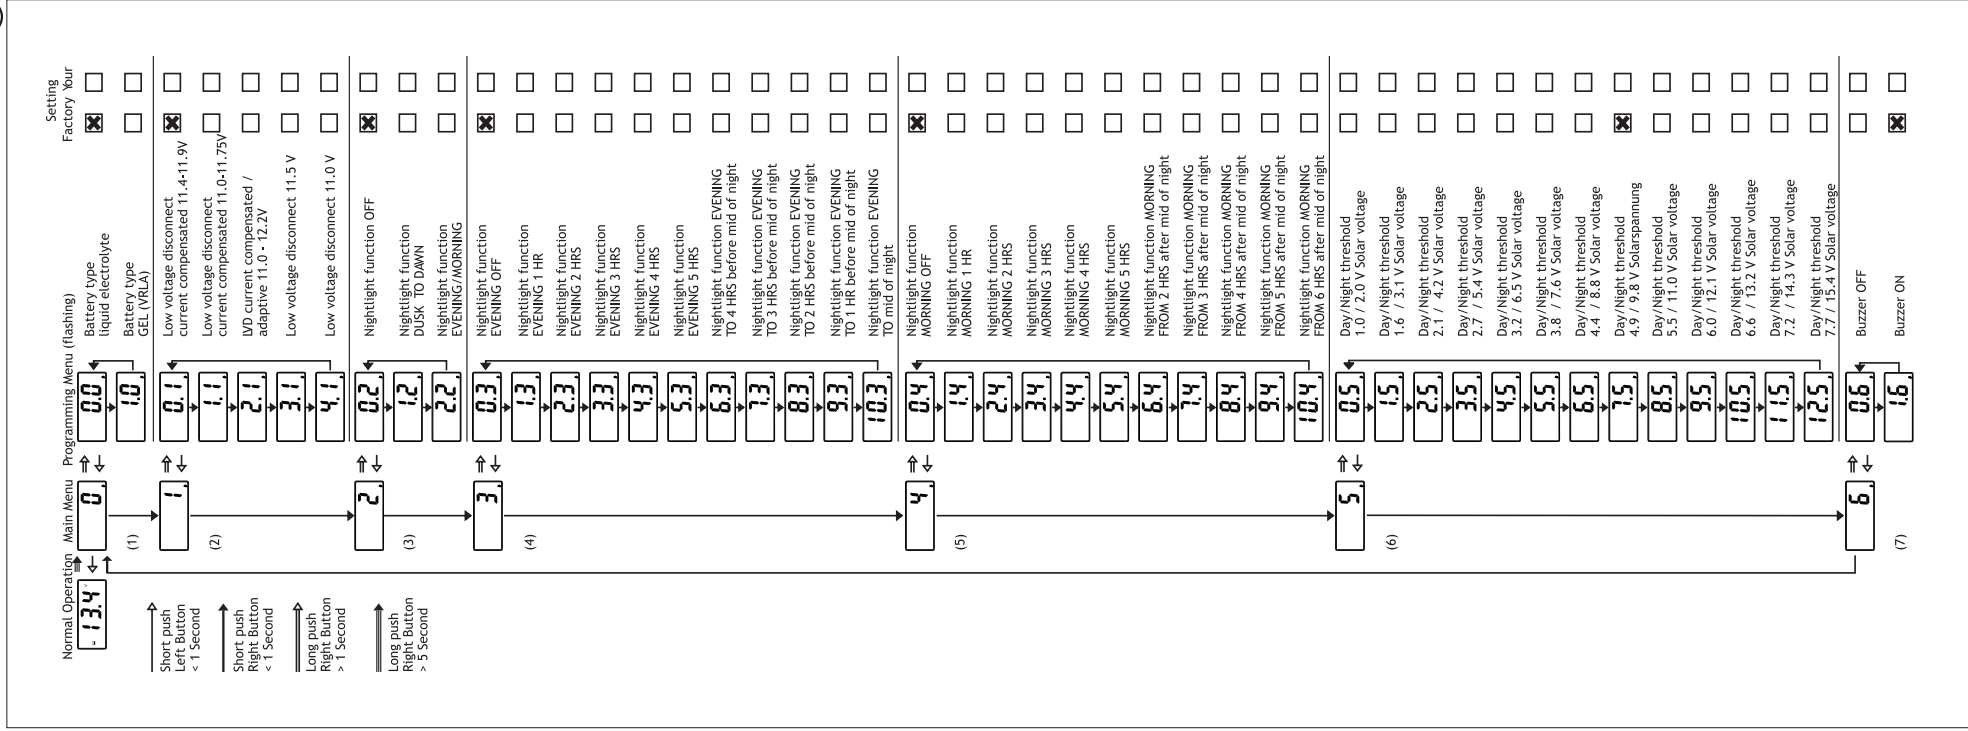 Setting
Factory Your
Normal Operation Main Menu Programming Menu (flashing)
13.4
0.
0.0.
Battery type
liquid electrolyte
1.0.
Battery type
GEL (VRLA)
(1)
1.
0.1.
Low voltage disconnect
current compensated 11.4-11.9V
1.1.
Low voltage disconnect
current compensated 11.0-11.75V
2.1.
LVD current compensated /
adaptive 11.0 - 12.2V
3.1.
Low voltage disconnect 11.5 V
4.1.
Low voltage disconnect 11.0 V
(2)
2.
0.2.
Nightlight function OFF
1.2.
Nightlight function
DUSK TO DAWN
2.2.
Nightlight function
EVENING/MORNING
(3)
3.
0.3.
Nightlight function
EVENING OFF
1.3.
Nightlight function
EVENING 1 HR
2.3.
Nightlight function
EVENING 2 HRS
3.3.
Nightlight function
EVENING 3 HRS
4.3.
Nightlight function
EVENING 4 HRS
5.3.
Nightlight function
EVENING 5 HRS
6.3.
Nightlight function EVENING
TO 4 HRS before mid of night
7.3.
Nightlight function EVENING
TO 3 HRS before mid of night
8.3.
Nightlight function EVENING
TO 2 HRS before mid of night
9.3.
Nightlight function EVENING
TO 1 HR before mid of night
10.3.
Nightlight function EVENING
TO mid of night
(4)
4.
0.4.
Nightlight function
MORNING OFF
1.4.
Nightlight function
MORNING 1 HR
2.4.
Nightlight function
MORNING 2 HRS
3.4.
Nightlight function
MORNING 3 HRS
4.4.
Nightlight function
MORNING 4 HRS
5.4.
Nightlight function
MORNING 5 HRS
6.4.
Nightlight function MORNING
FROM 2 HRS after mid of night
7.4.
Nightlight function MORNING
FROM 3 HRS after mid of night
8.4.
Nightlight function MORNING
FROM 4 HRS after mid of night
9.4.
Nightlight function MORNING
FROM 5 HRS after mid of night
10.4.
Nightlight function MORNING
FROM 6 HRS after mid of night
(5)
5.
0.5.
Day/Night threshold
1.0 / 2.0 V Solar voltage
1.5.
Day/Night threshold
1.6 / 3.1 V Solar voltage
2.5.
Day/Night threshold
2.1 / 4.2 V Solar voltage
3.5.
Day/Night threshold
2.7 / 5.4 V Solar voltage
4.5.
Day/Night threshold
3.2 / 6.5 V Solar voltage
5.5.
Day/Night threshold
3.8 / 7.6 V Solar voltage
6.5.
Day/Night threshold
4.4 / 8.8 V Solar voltage
7.5.
Day/Night threshold
4.9 / 9.8 V Solarspannung
8.5.
Day/Night threshold
5.5 / 11.0 V Solar voltage
9.5.
Day/Night threshold
6.0 / 12.1 V Solar voltage
10.5.
Day/Night threshold
6.6 / 13.2 V Solar voltage
11.5.
Day/Night threshold
7.2 / 14.3 V Solar voltage
12.5.
Day/Night threshold
7.7 / 15.4 V Solar voltage
(6)
6.
0.6.
Buzzer OFF
1.6.
Buzzer ON
(7)
Short push
Left Button
< 1 Second
Short push
Right Button
< 1 Second
Long push
Right Button
> 1 Second
Long push
Right Button
> 5 Second